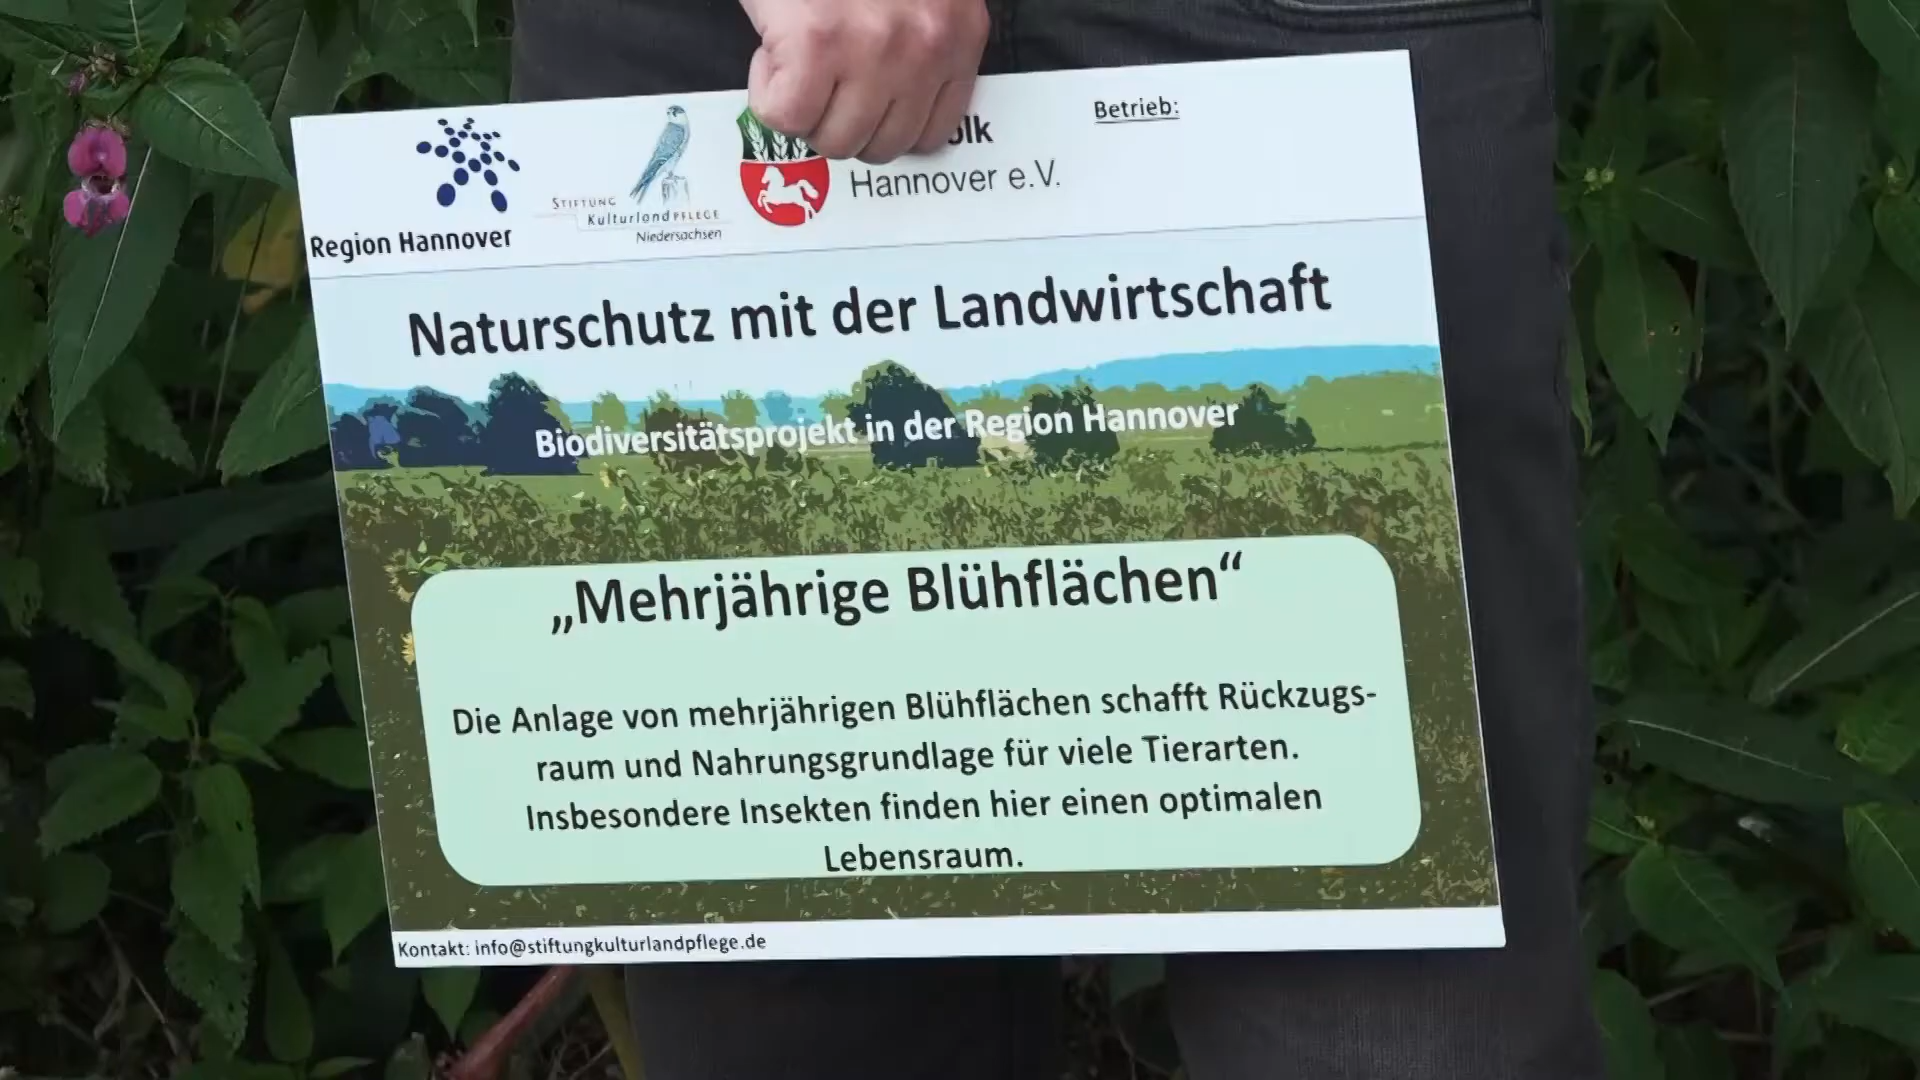 Betrieb:
Hannover e.V.
Region Hannover
STIFTUNG
KulturlandPFLEGE
Niedersachsen
Naturschutz mit der Landwirtschaft
Biodiversitätsprojekt in der Region Hannover
„Mehrjährige Blühflächen“
Die Anlage von mehrjährigen Blühflächen schafft Rückzugs-
raum und Nahrungsgrundlage für viele Tierarten.
Insbesondere Insekten finden hier einen optimalen
Lebensraum.
Kontakt: info@stiftungkulturlandpflege.de